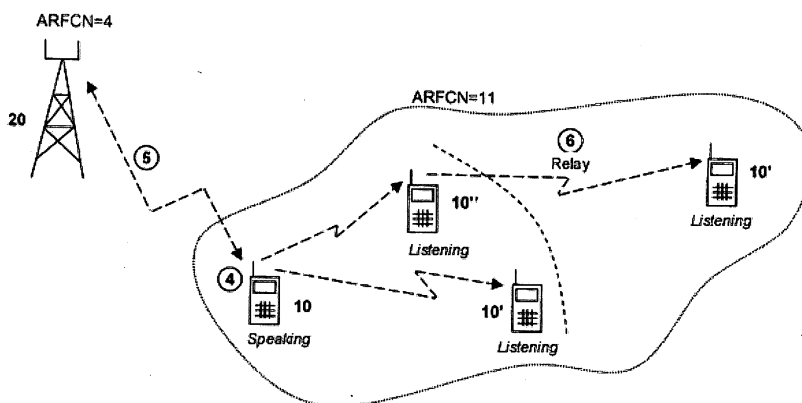 ARFCN=4
20
5
ARFCN=11
6
Relay
10'
Listening
10"
Listening
4
10
Speaking
10'
Listening